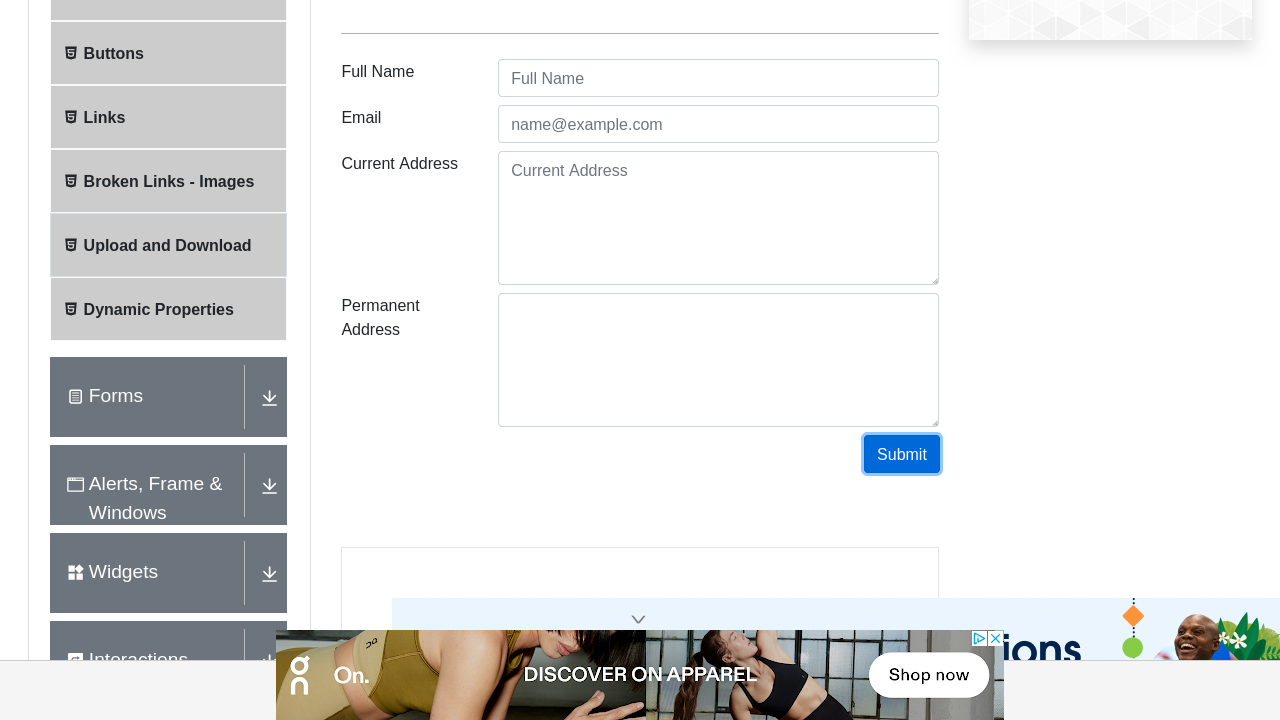 Buttons
Links
Broken Links - Images
Upload and Download
Dynamic Properties
Forms
Alerts, Frame &
Windows
Widgets
Interactions
Full Name
Full Name
Email
name@example.com
Current Address
Current Address
Permanent
Address
Submit
ions
On.
DISCOVER ON APPAREL
Shop now